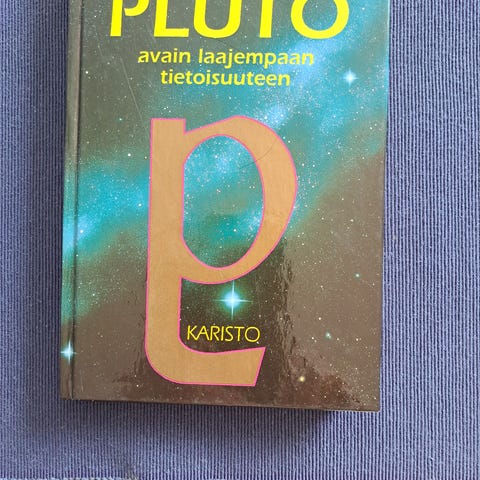 PLUTO
avain laajempaan
tietoisuuteen
KARISTO